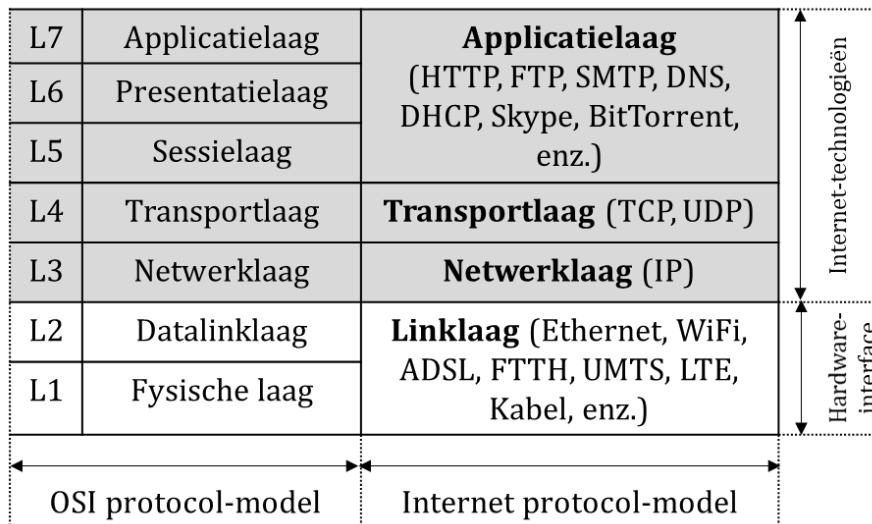 L7 Applicatielaag
L6 Presentatielaag
L5 Sessielaag
Applicatielaag
(HTTP, FTP, SMTP, DNS,
DHCP, Skype, BitTorrent,
enz.)
L4 Transportlaag
Transportlaag (TCP, UDP)
L3 Netwerklaag
Netwerklaag (IP)
L2 Datalinklaag
L1 Fysische laag
Linklaag (Ethernet, WiFi,
ADSL, FTTH, UMTS, LTE,
Kabel, enz.)
Internet-technologieën
Hardware-
interface
OSI protocol-model
Internet protocol-model